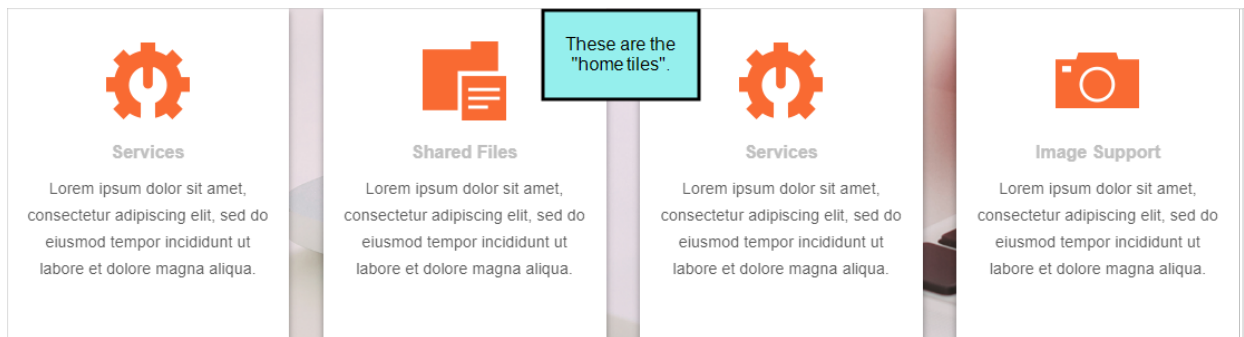 These are the
"home tiles".
Services
Lorem ipsum dolor sit amet,
consectetur adipiscing elit, sed do
eiusmod tempor incididunt ut
labore et dolore magna aliqua.
Shared Files
Lorem ipsum dolor sit amet,
consectetur adipiscing elit, sed do
eiusmod tempor incididunt ut
labore et dolore magna aliqua.
Services
Lorem ipsum dolor sit amet,
consectetur adipiscing elit, sed do
eiusmod tempor incididunt ut
labore et dolore magna aliqua.
Image Support
Lorem ipsum dolor sit amet,
consectetur adipiscing elit, sed do
eiusmod tempor incididunt ut
labore et dolore magna aliqua.